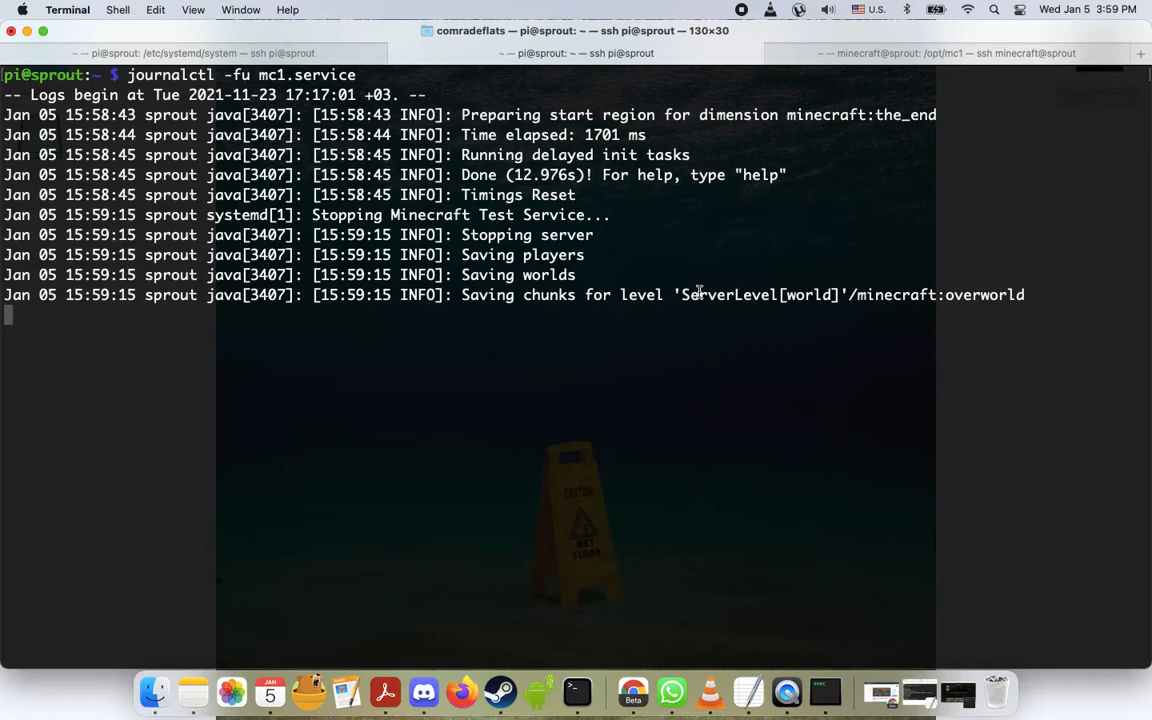 Terminal Shell Edit View Window Help U.S. Wed Jan 5 3:59 PM
comradeflats — pi@sprout: ~ — ssh pi@sprout — 130×30
~ — pi@sprout: /etc/systemd/system — ssh pi@sprout
~ — pi@sprout: ~ — ssh pi@sprout
~ — minecraft@sprout: /opt/mc1 — ssh minecraft@sprout
pi@sprout:~ $ journalctl -fu mc1.service
-- Logs begin at Tue 2021-11-23 17:17:01 +03. --
Jan 05 15:58:43 sprout java[3407]: [15:58:43 INFO]: Preparing start region for dimension minecraft:the_end
Jan 05 15:58:44 sprout java[3407]: [15:58:44 INFO]: Time elapsed: 1701 ms
Jan 05 15:58:45 sprout java[3407]: [15:58:45 INFO]: Running delayed init tasks
Jan 05 15:58:45 sprout java[3407]: [15:58:45 INFO]: Done (12.976s)! For help, type "help"
Jan 05 15:58:45 sprout java[3407]: [15:58:45 INFO]: Timings Reset
Jan 05 15:59:15 sprout systemd[1]: Stopping Minecraft Test Service...
Jan 05 15:59:15 sprout java[3407]: [15:59:15 INFO]: Stopping server
Jan 05 15:59:15 sprout java[3407]: [15:59:15 INFO]: Saving players
Jan 05 15:59:15 sprout java[3407]: [15:59:15 INFO]: Saving worlds
Jan 05 15:59:15 sprout java[3407]: [15:59:15 INFO]: Saving chunks for level 'ServerLevel[world]'/minecraft:overworld
CAUTION
WET
FLOOR
JAN
5
Beta
exec